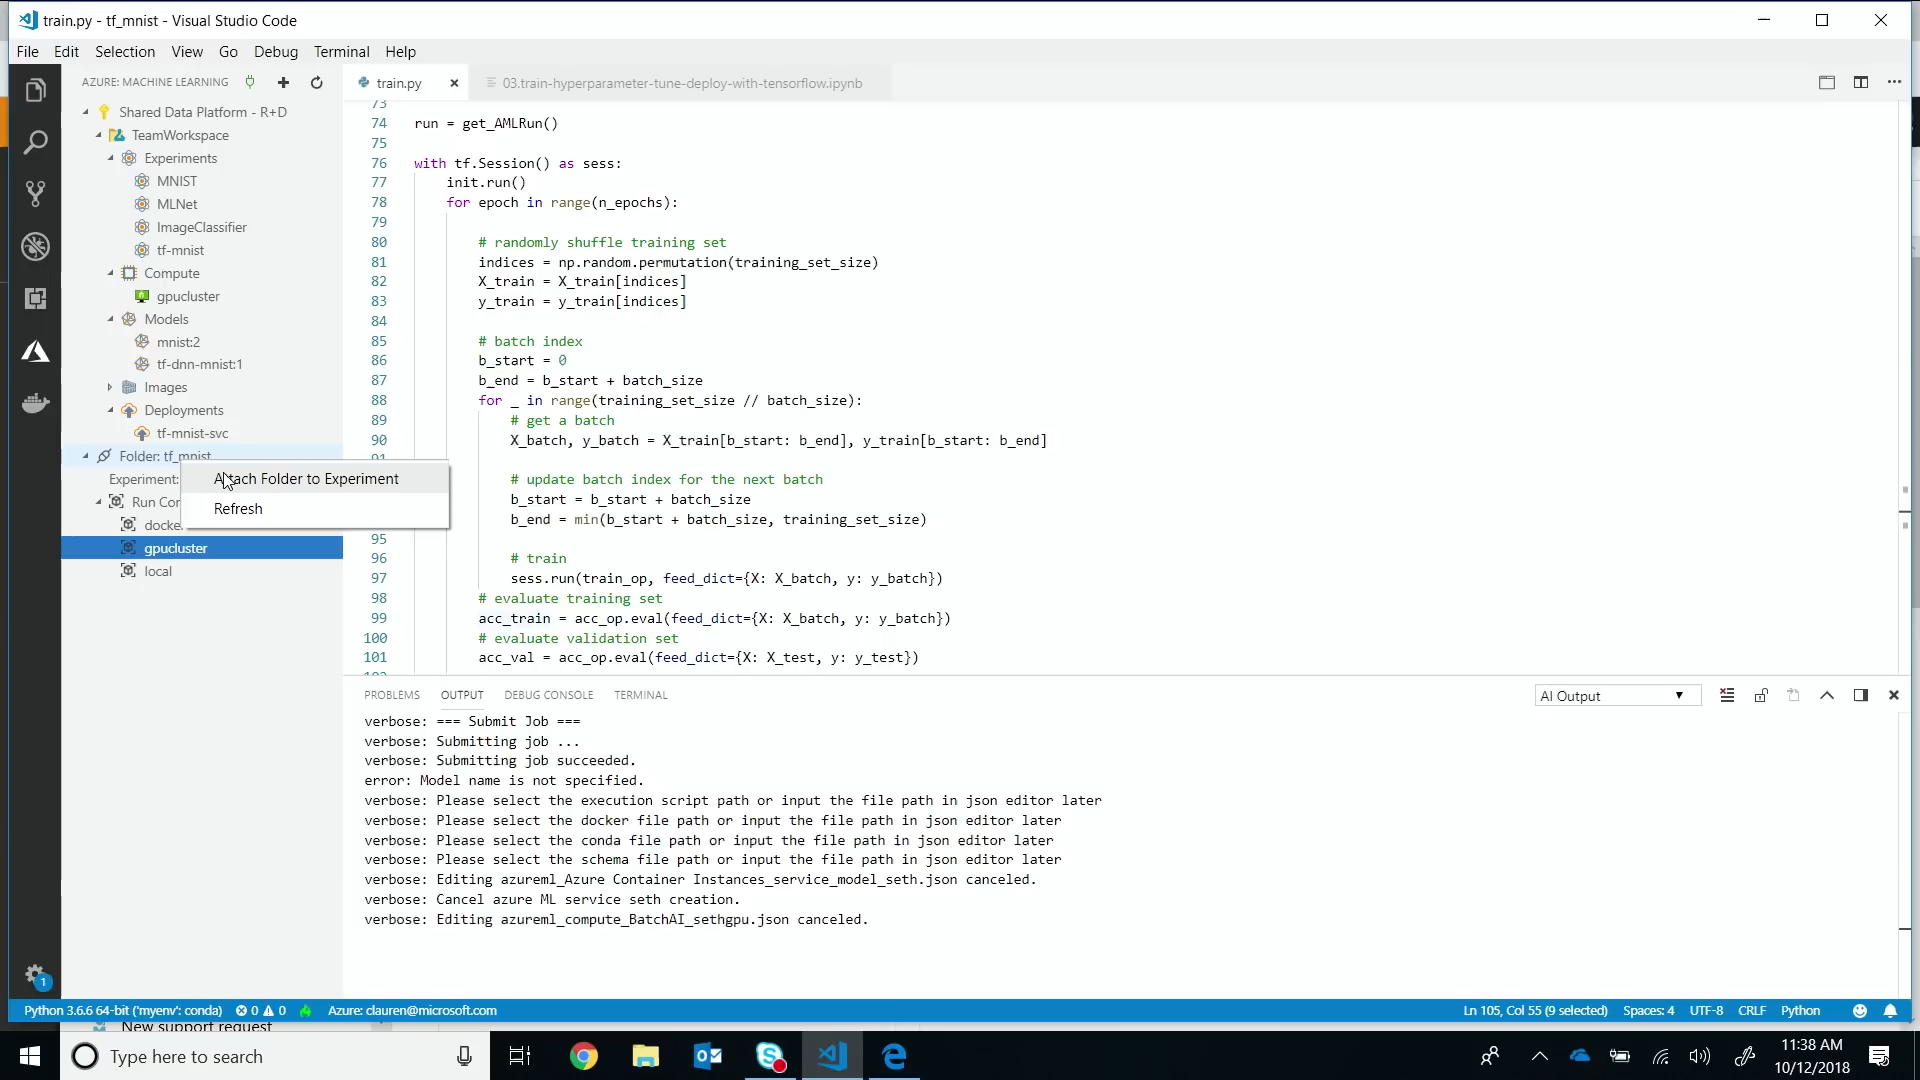 train.py - tf_mnist - Visual Studio Code
File Edit Selection View Go Debug Terminal Help
AZURE: MACHINE LEARNING
train.py
03.train-hyperparameter-tune-deploy-with-tensorflow.ipynb
Shared Data Platform - R+D
TeamWorkspace
Experiments
MNIST
MLNet
ImageClassifier
tf-mnist
Compute
gpucluster
Models
mnist:2
tf-dnn-mnist:1
Images
Deployments
tf-mnist-svc
Folder: tf_mnist
Experiment:
Run Con
docke
gpucluster
local
Attach Folder to Experiment
Refresh
73
74 run = get_AMLRun()
75
76 with tf.Session() as sess:
77 init.run()
78 for epoch in range(n_epochs):
79
80 # randomly shuffle training set
81 indices = np.random.permutation(training_set_size)
82 X_train = X_train[indices]
83 y_train = y_train[indices]
84
85 # batch index
86 b_start = 0
87 b_end = b_start + batch_size
88 for _ in range(training_set_size // batch_size):
89 # get a batch
90 X_batch, y_batch = X_train[b_start: b_end], y_train[b_start: b_end]
91
# update batch index for the next batch
b_start = b_start + batch_size
b_end = min(b_start + batch_size, training_set_size)
95
96 # train
97 sess.run(train_op, feed_dict={X: X_batch, y: y_batch})
98 # evaluate training set
99 acc_train = acc_op.eval(feed_dict={X: X_batch, y: y_batch})
100 # evaluate validation set
101 acc_val = acc_op.eval(feed_dict={X: X_test, y: y_test})
102
PROBLEMS OUTPUT DEBUG CONSOLE TERMINAL
AI Output
verbose: === Submit Job ===
verbose: Submitting job ...
verbose: Submitting job succeeded.
error: Model name is not specified.
verbose: Please select the execution script path or input the file path in json editor later
verbose: Please select the docker file path or input the file path in json editor later
verbose: Please select the conda file path or input the file path in json editor later
verbose: Please select the schema file path or input the file path in json editor later
verbose: Editing azureml_Azure Container Instances_service_model_seth.json canceled.
verbose: Cancel azure ML service seth creation.
verbose: Editing azureml_compute_BatchAI_sethgpu.json canceled.
1
Python 3.6.6 64-bit ('myenv': conda) 0 0 Azure: clauren@microsoft.com
Ln 105, Col 55 (9 selected) Spaces: 4 UTF-8 CRLF Python
New support request
Type here to search
11:38 AM
10/12/2018